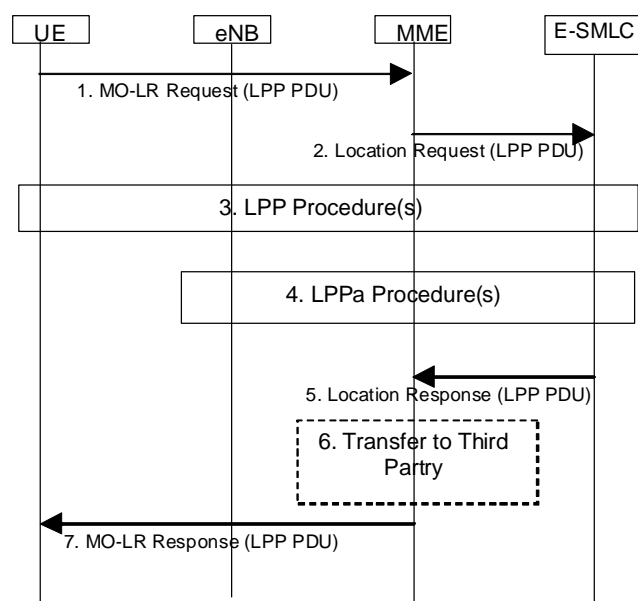 UE
eNB
MME
E-SMLC
1. MO-LR Request (LPP PDU)
2. Location Request (LPP PDU)
3. LPP Procedure(s)
4. LPPa Procedure(s)
5. Location Response (LPP PDU)
6. Transfer to Third
Partry
7. MO-LR Response (LPP PDU)